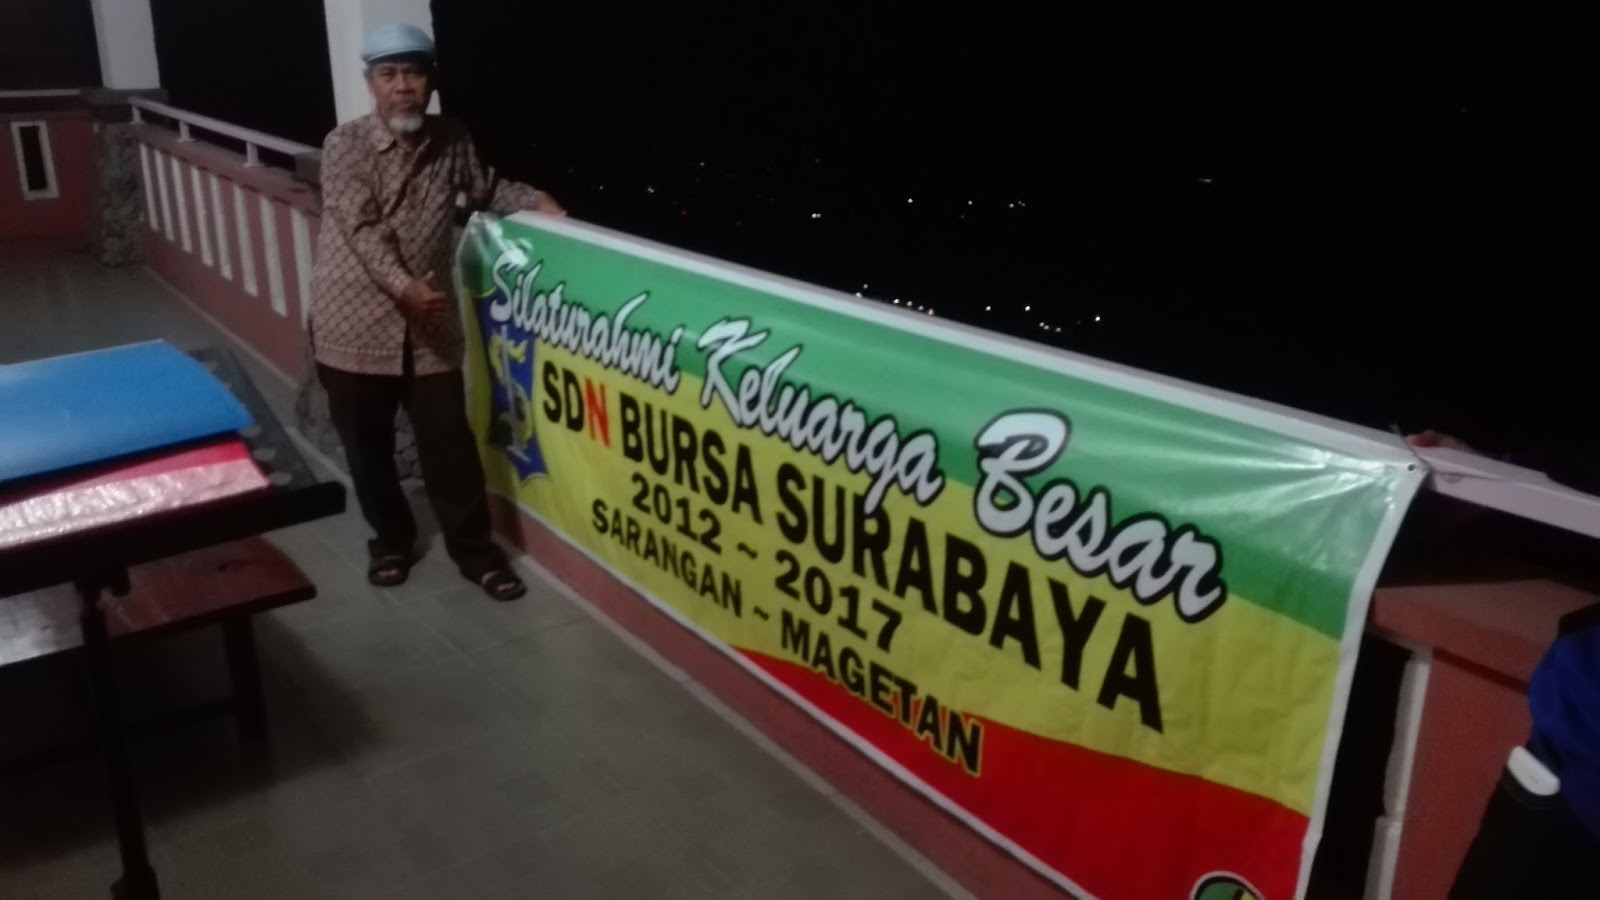 Silaturahmi Keluarga Besar
SDN BURSA SURABAYA
2012 ~ 2017
SARANGAN ~ MAGETAN